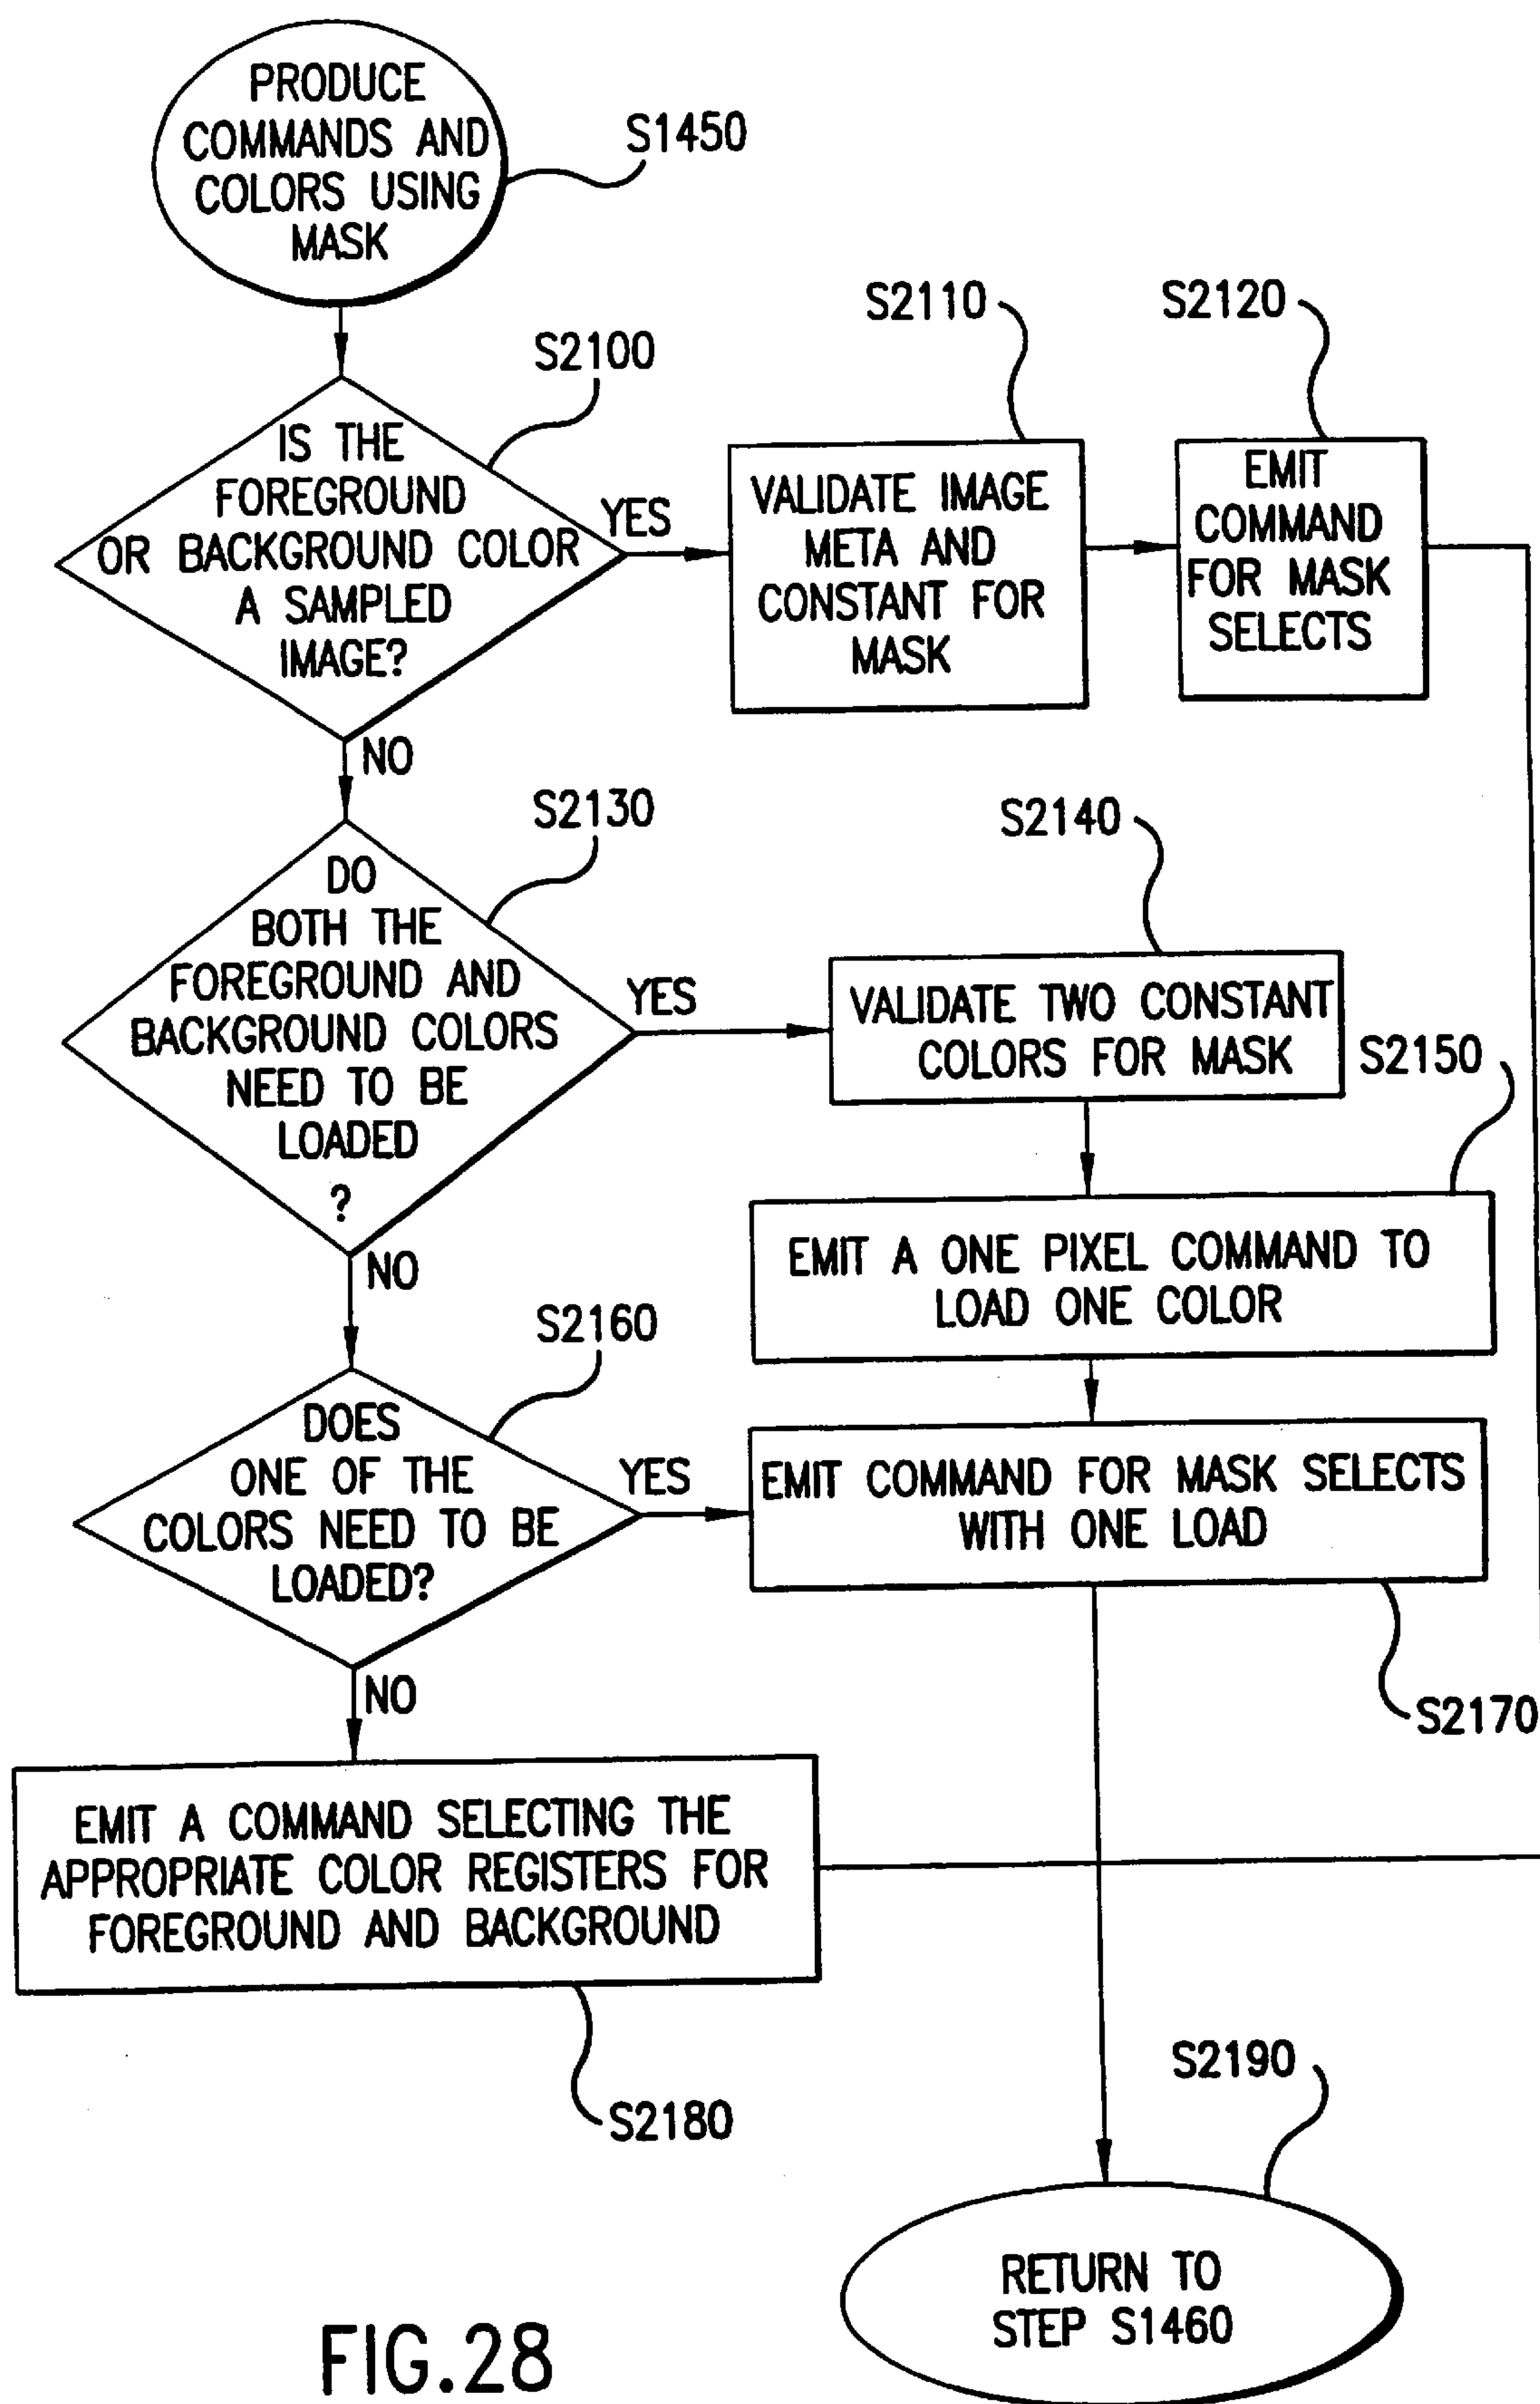 PRODUCE
COMMANDS AND
COLORS USING
MASK
S1450
S2100
IS THE
FOREGROUND
OR BACKGROUND COLOR
A SAMPLED
IMAGE?
YES
NO
S2110
VALIDATE IMAGE
META AND
CONSTANT FOR
MASK
S2120
EMIT
COMMAND
FOR MASK
SELECTS
S2130
DO
BOTH THE
FOREGROUND AND
BACKGROUND COLORS
NEED TO BE
LOADED
?
YES
NO
S2140
VALIDATE TWO CONSTANT
COLORS FOR MASK
S2150
EMIT A ONE PIXEL COMMAND TO
LOAD ONE COLOR
S2160
DOES
ONE OF THE
COLORS NEED TO BE
LOADED?
YES
NO
EMIT COMMAND FOR MASK SELECTS
WITH ONE LOAD
S2170
EMIT A COMMAND SELECTING THE
APPROPRIATE COLOR REGISTERS FOR
FOREGROUND AND BACKGROUND
S2180
S2190
RETURN TO
STEP S1460
FIG.28